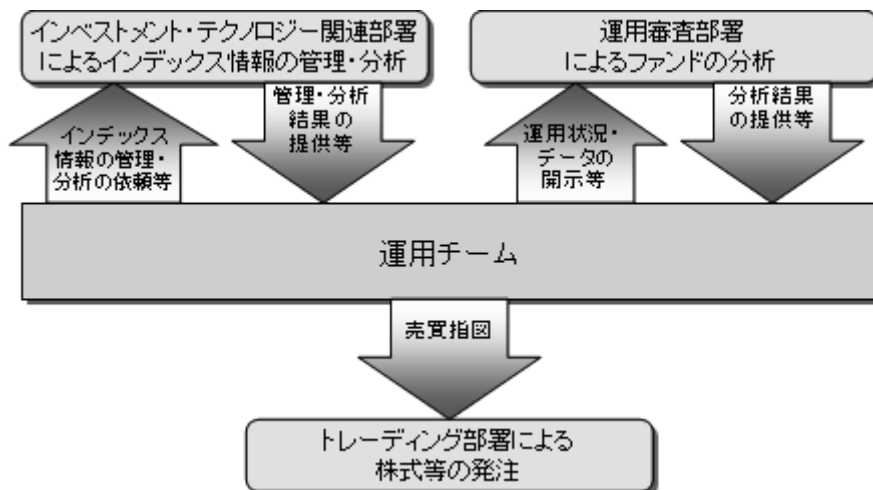 インベストメント・テクノロジー関連部署
によるインデックス情報の管理・分析
運用審査部署
によるファンドの分析
インデックス
情報の管理・
分析の依頼等
管理・分析
結果の
提供等
運用状況・
データの
開示等
分析結果
の提供等
運用チーム
売買指図
トレーディング部署による
株式等の発注